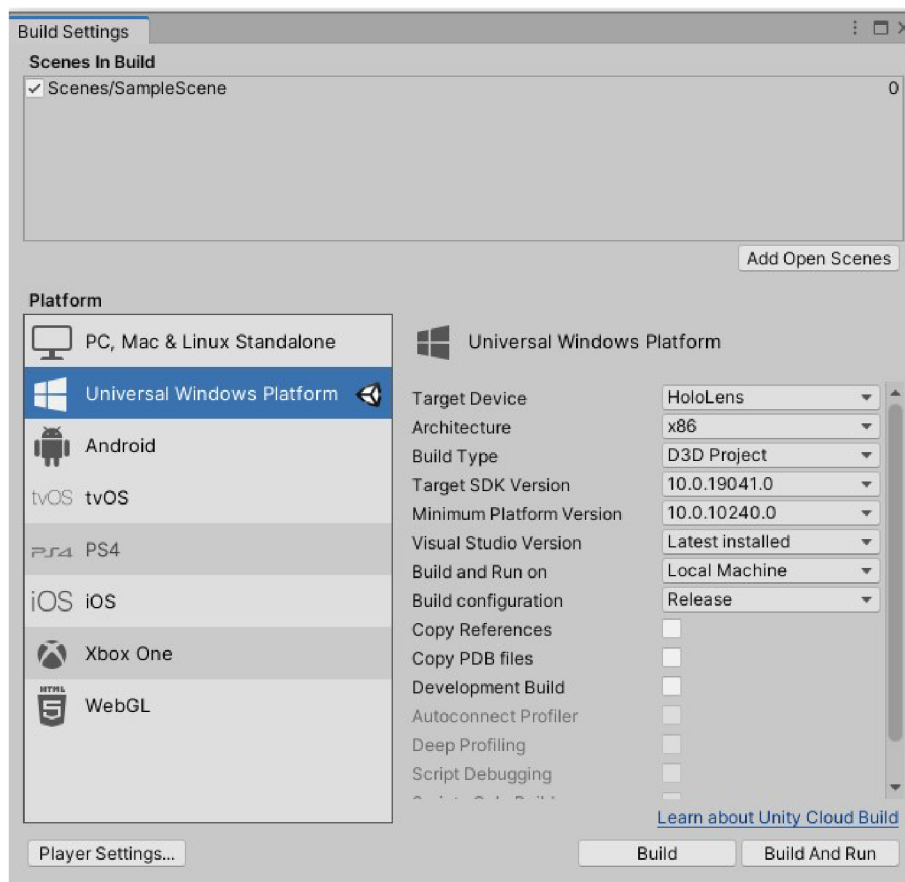 Build Settings
Scenes In Build
Scenes/SampleScene 0
Add Open Scenes
Platform
PC, Mac & Linux Standalone
Universal Windows Platform
Android
tvOS tvOS
PS4 PS4
iOS iOS
Xbox One
HTML 5 WebGL
Universal Windows Platform
Target Device HoloLens
Architecture x86
Build Type D3D Project
Target SDK Version 10.0.19041.0
Minimum Platform Version 10.0.10240.0
Visual Studio Version Latest installed
Build and Run on Local Machine
Build configuration Release
Copy References
Copy PDB files
Development Build
Autoconnect Profiler
Deep Profiling
Script Debugging
Learn about Unity Cloud Build
Player Settings... Build Build And Run